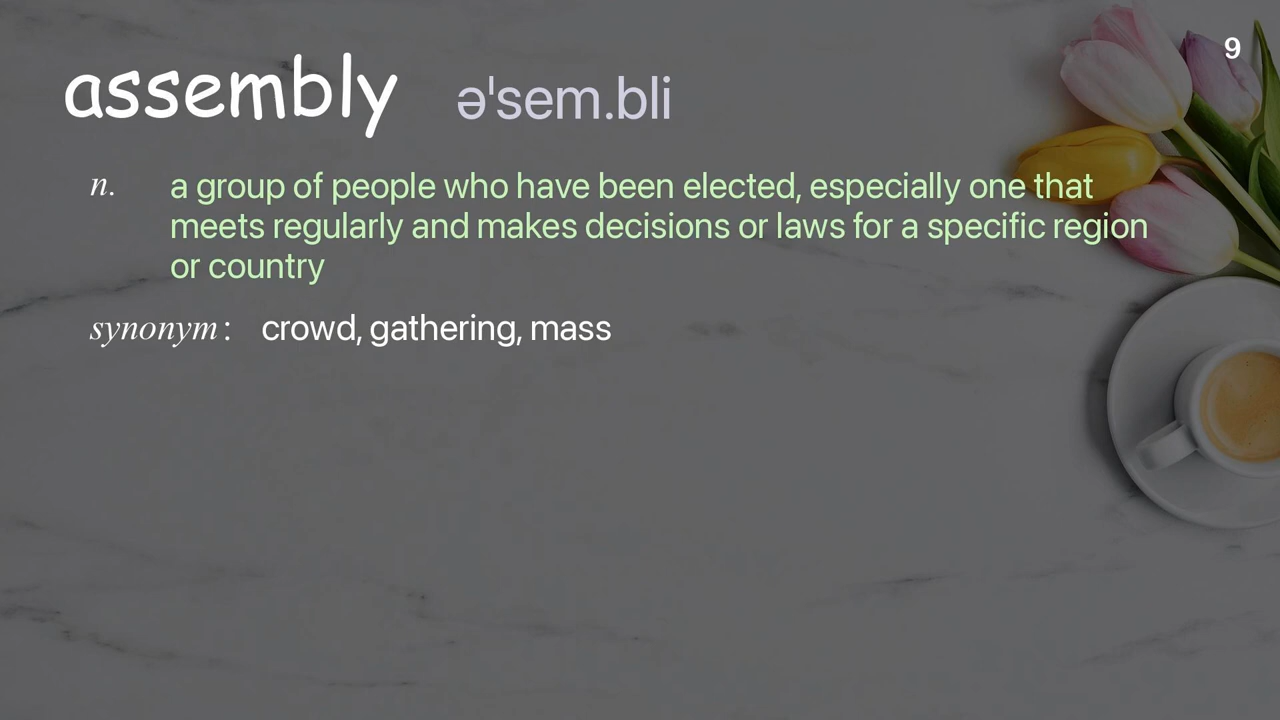 9
assembly əˈsem.bli
n. a group of people who have been elected, especially one that
meets regularly and makes decisions or laws for a specific region
or country
synonym: crowd, gathering, mass